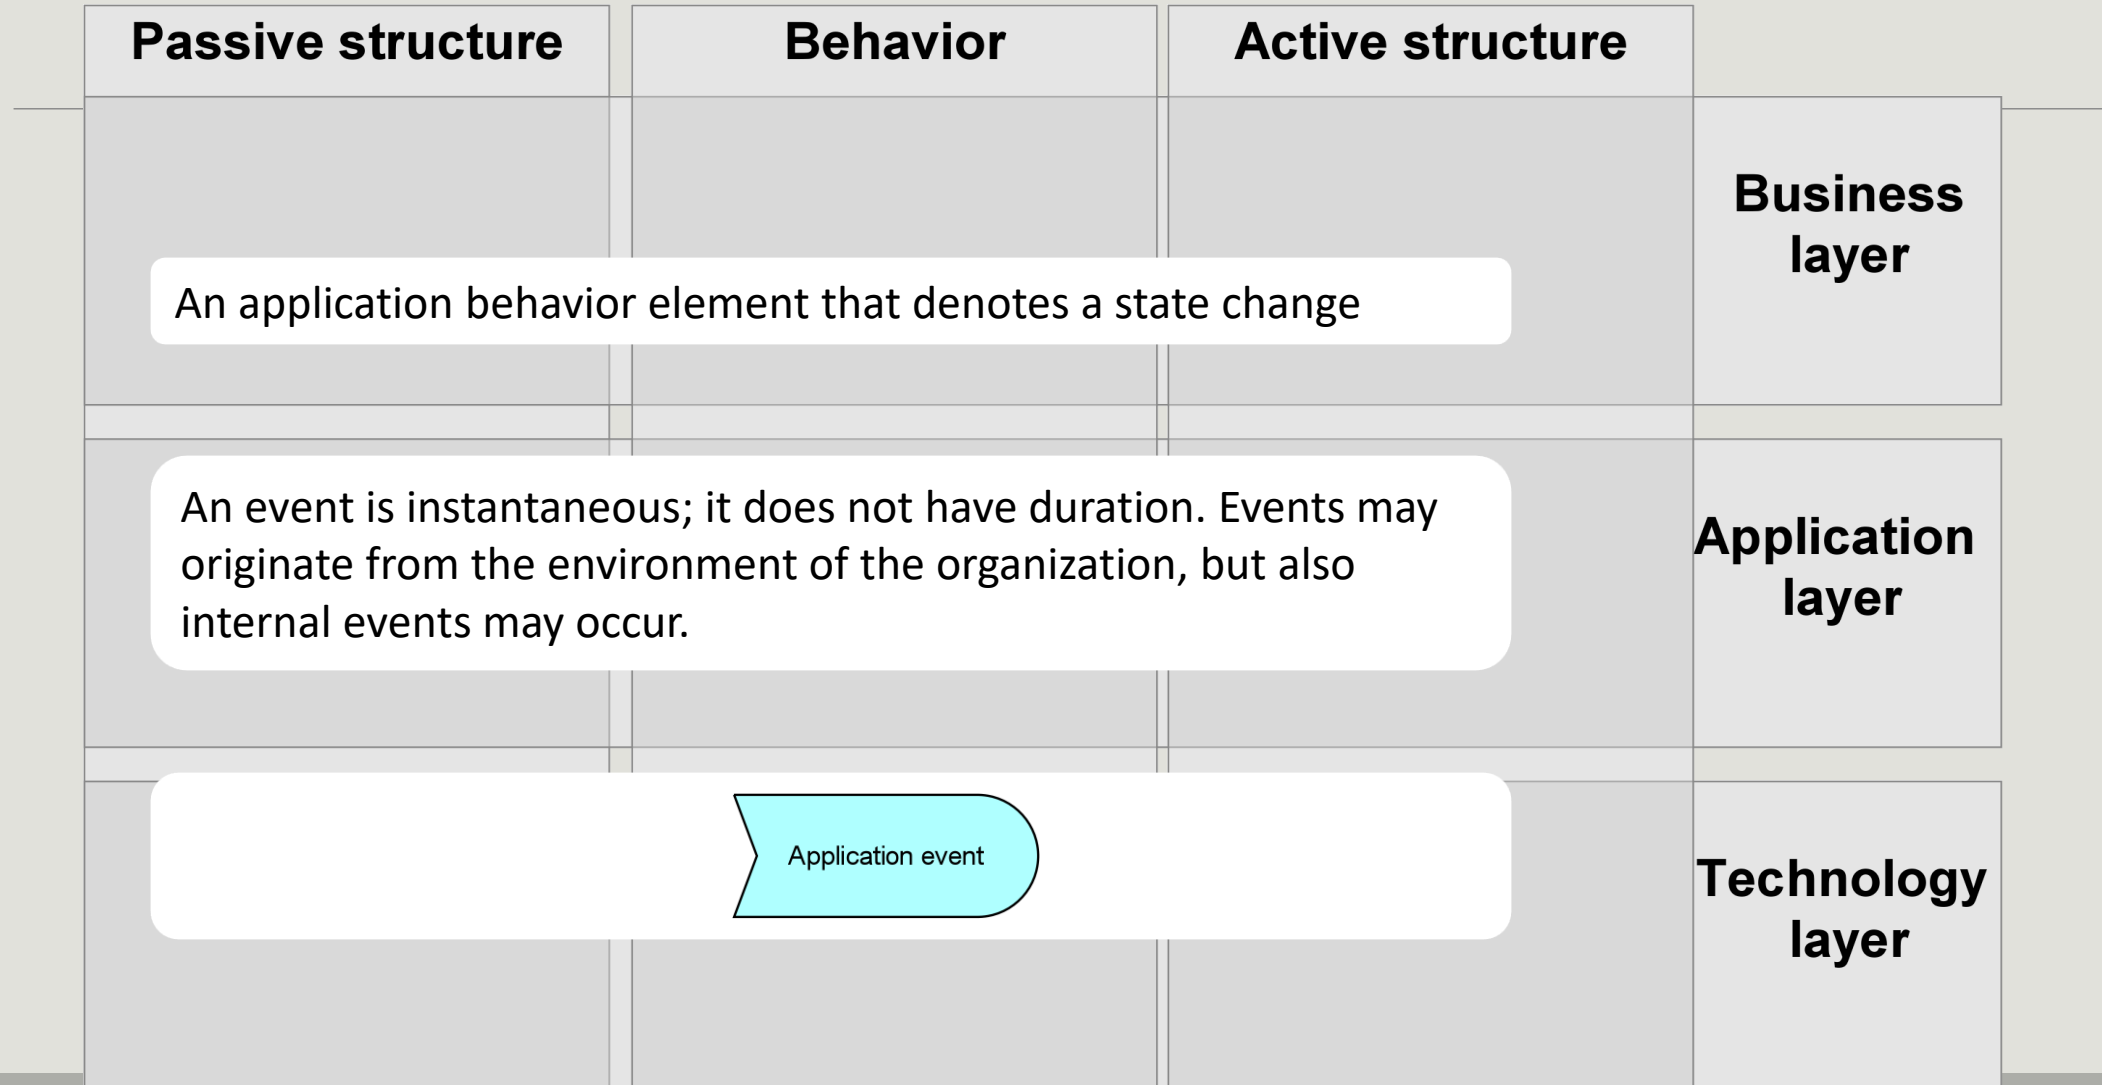 Passive structure
Behavior
Active structure
Business
layer
An application behavior element that denotes a state change
An event is instantaneous; it does not have duration. Events may
originate from the environment of the organization, but also
internal events may occur.
Application
layer
Application event
Technology
layer